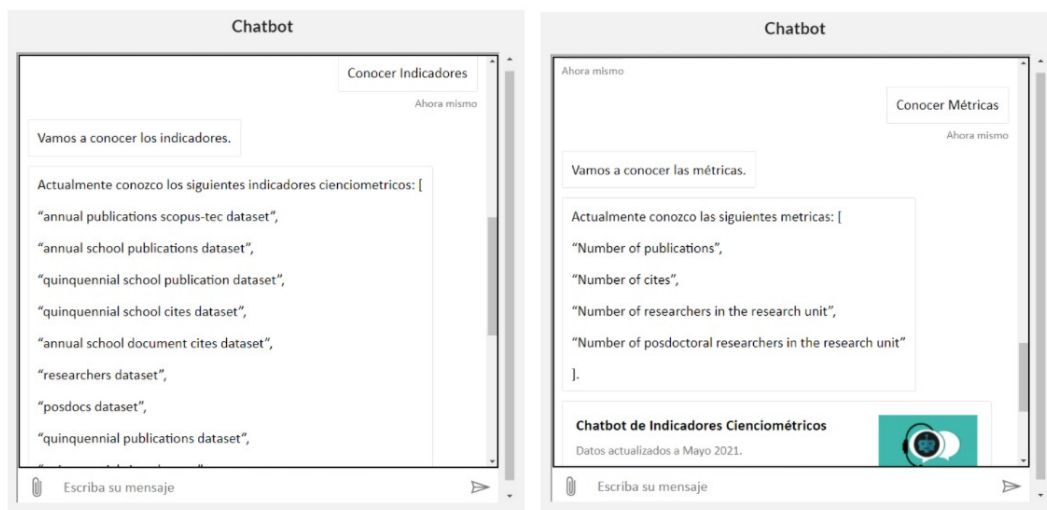 Chatbot
Conocer Indicadores
Ahora mismo
Vamos a conocer los indicadores.
Actualmente conozco los siguientes indicadores cienciometricos: [
“annual publications scopus-tec dataset”,
“annual school publications dataset”,
“quinquennial school publication dataset”,
“quinquennial school cites dataset”,
“annual school document cites dataset”,
“researchers dataset”,
“posdocs dataset”,
“quinquennial publications dataset”,
Escriba su mensaje
Chatbot
Ahora mismo
Conocer Métricas
Ahora mismo
Vamos a conocer las métricas.
Actualmente conozco las siguientes metricas: [
“Number of publications”,
“Number of cites”,
“Number of researchers in the research unit”,
“Number of posdoctoral researchers in the research unit”
].
Chatbot de Indicadores Cienciométricos
Datos actualizados a Mayo 2021.
Escriba su mensaje